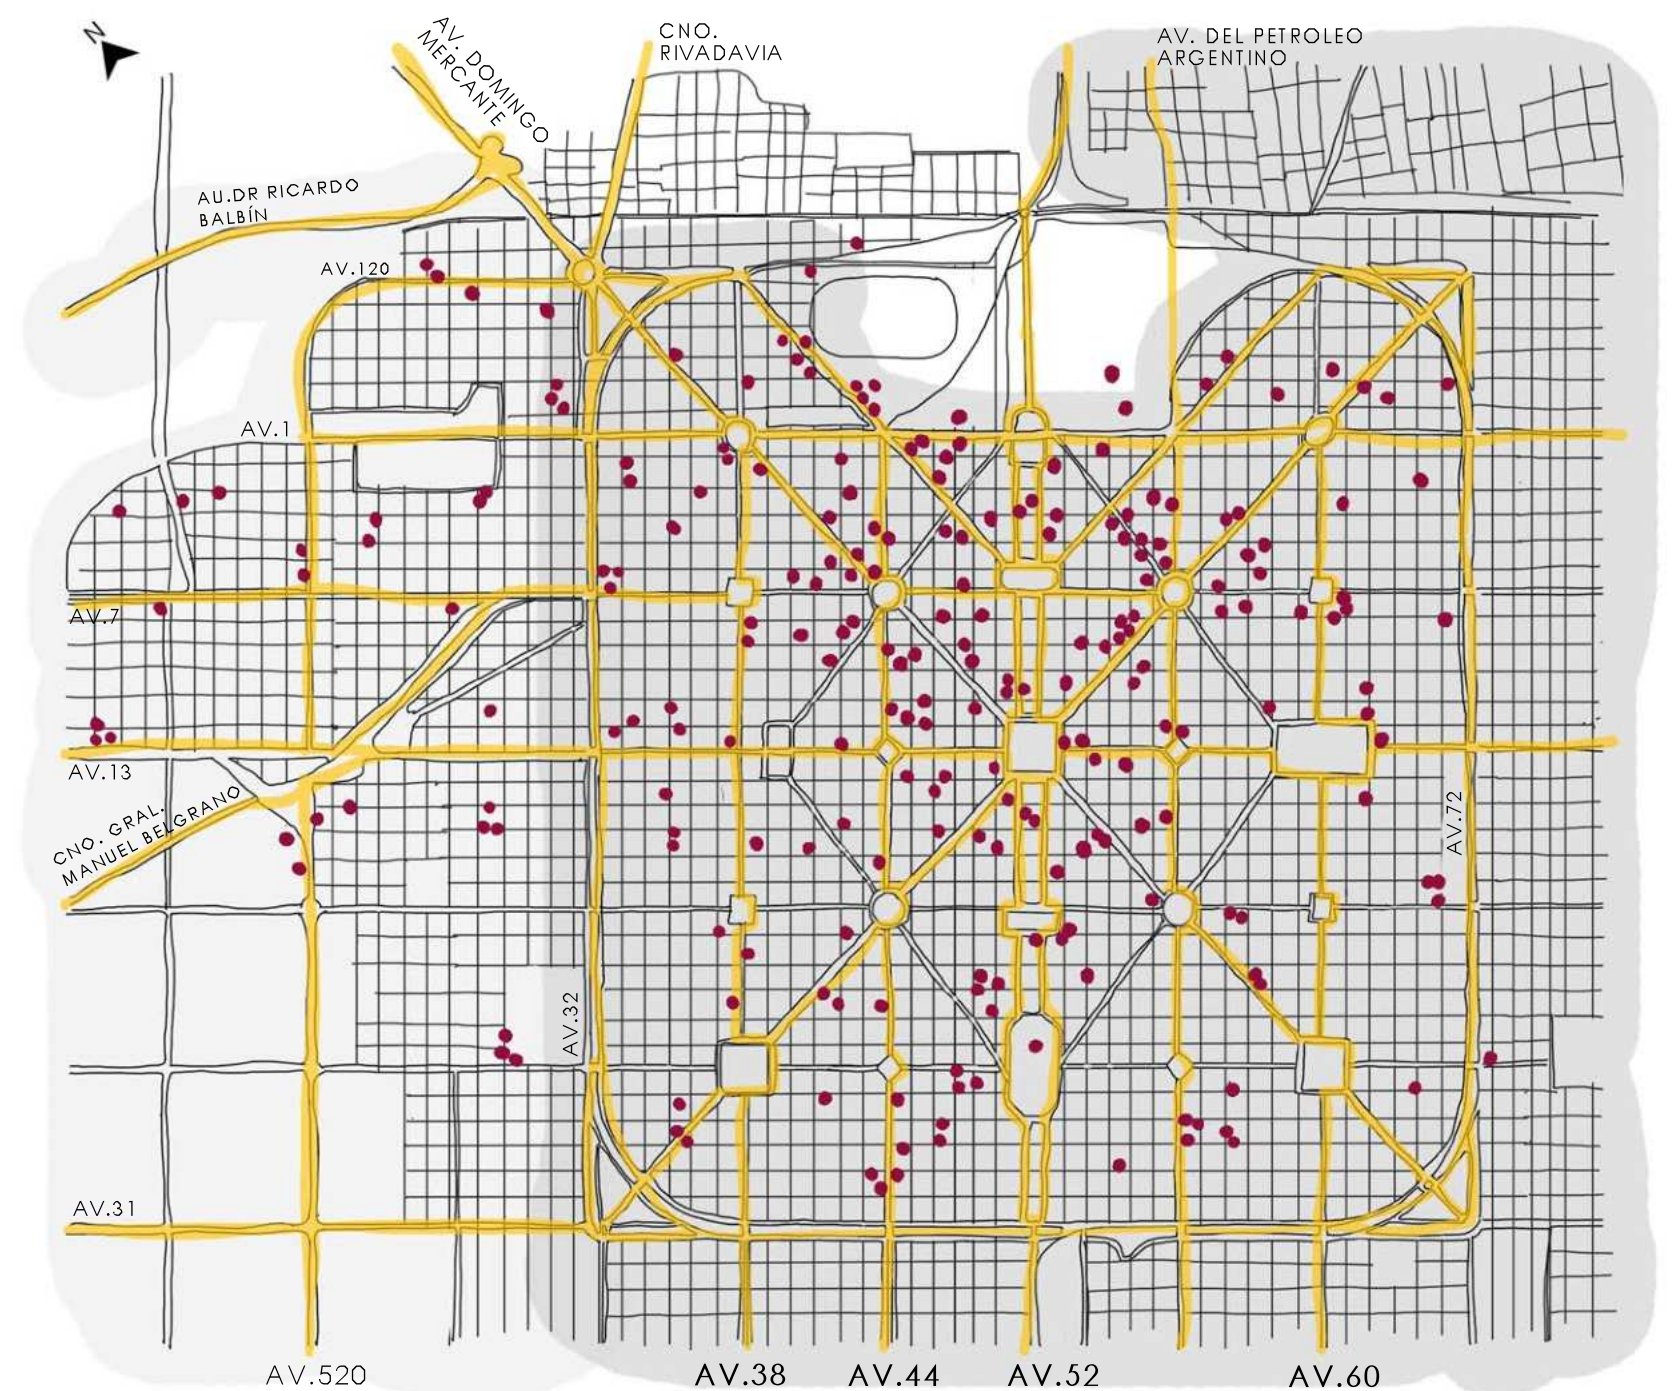 N
AV. DOMINGO
MERCANTE
CNO.
RIVADAVIA
AV. DEL PETROLEO
ARGENTINO
AU.DR RICARDO
BALBÍN
AV.120
AV.1
AV.7
AV.13
CNO. GRAL.
MANUEL BELGRANO
AV.72
AV.32
AV.31
AV.520
AV.38
AV.44
AV.52
AV.60